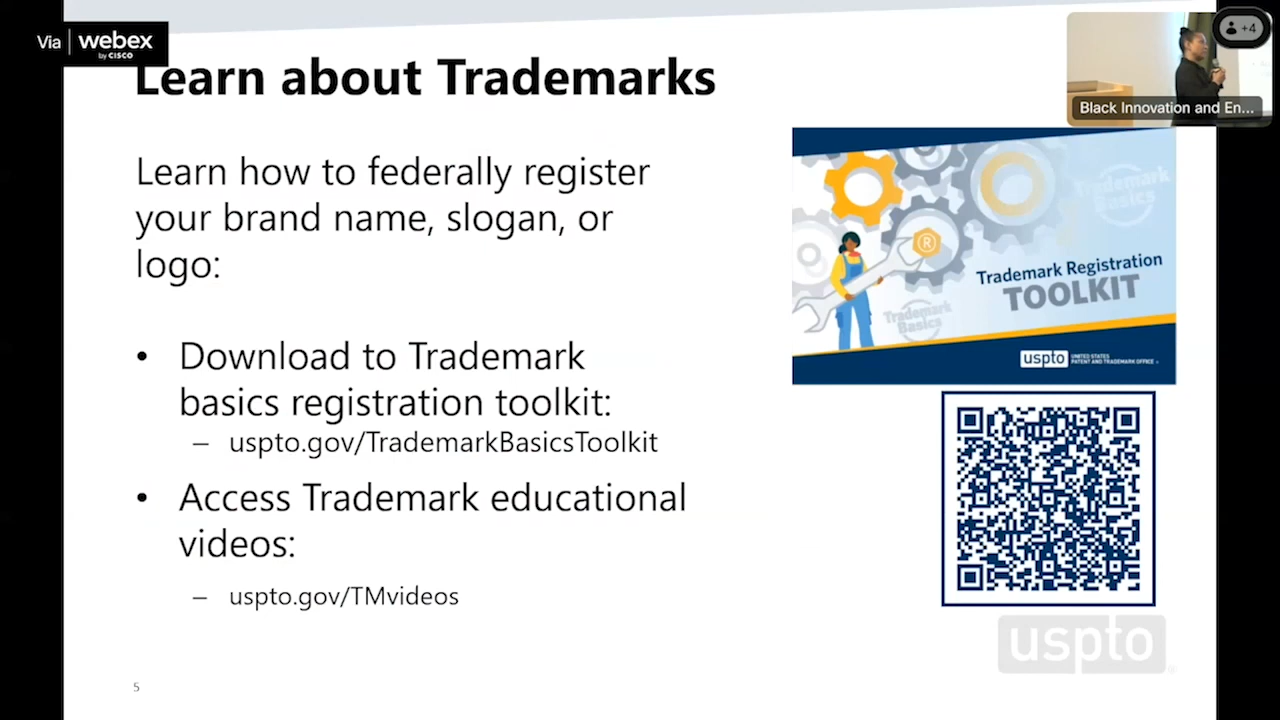 Via webex
by CISCO
+4
Black Innovation and En...
Learn about Trademarks
Learn how to federally register
your brand name, slogan, or
logo:
• Download to Trademark
basics registration toolkit:
– uspto.gov/TrademarkBasicsToolkit
• Access Trademark educational
videos:
– uspto.gov/TMvideos
Trademark
Basics
®
Trademark Registration
TOOLKIT
Trademark
Basics
uspto UNITED STATES
PATENT AND TRADEMARK OFFICE
uspto
5